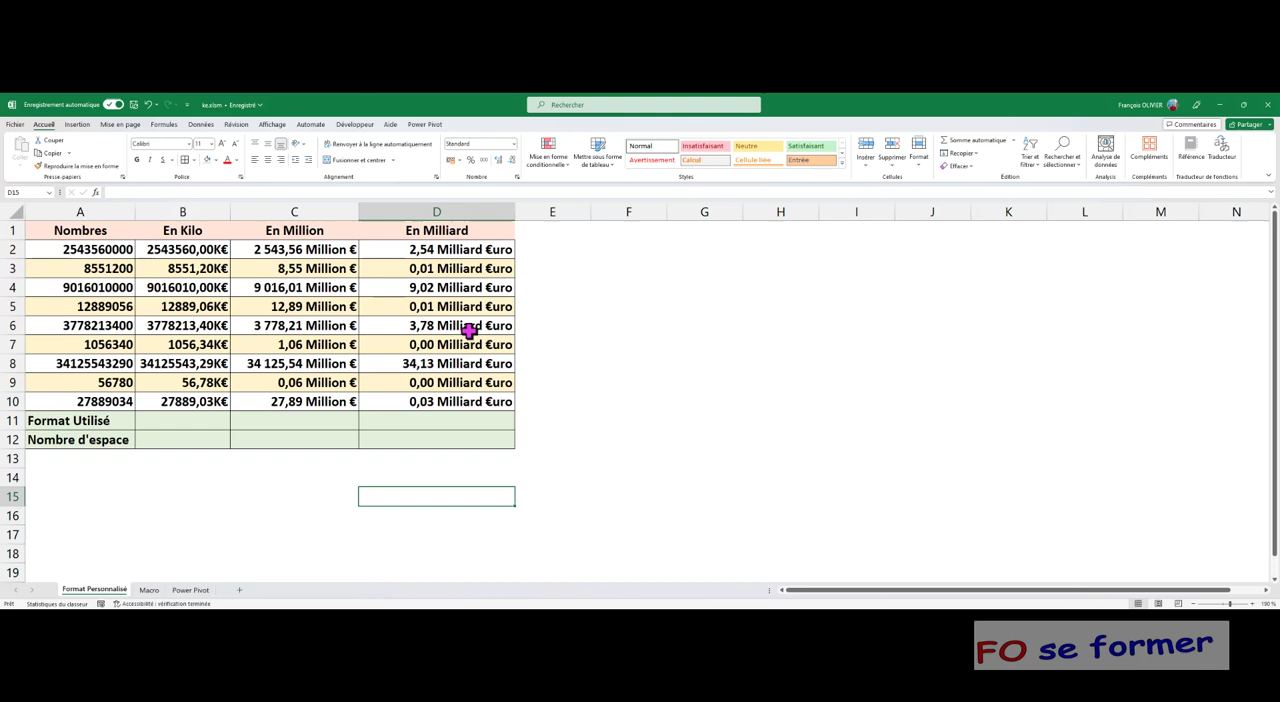 Enregistrement automatique
ke.xlsm • Enregistré
Rechercher
François OLIVIER
Fichier Accueil Insertion Mise en page Formules Données Révision Affichage Automate Développeur Aide Power Pivot
Commentaires
Partager
Coller
Couper
Copier
Reproduire la mise en forme
Presse-papiers
Calibri 11
G I S
Police
Renvoyer à la ligne automatiquement
Fusionner et centrer
Alignement
Standard
Nombre
Mise en forme conditionnelle
Mettre sous forme de tableau
Normal Insatisfaisant Neutre Satisfaisant
Avertissement Calcul Cellule liée Entrée
Styles
Insérer Supprimer Format
Cellules
Somme automatique
Recopier
Effacer
Trier et filtrer
Rechercher et sélectionner
Édition
Analyse de données
Analyse
Compléments
Compléments
Référence Traducteur
Traducteur de fonctions
D15
fx
A B C D E F G H I J K L M N
1 Nombres En Kilo En Million En Milliard
2 2543560000 2543560,00K€ 2 543,56 Million € 2,54 Milliard €uro
3 8551200 8551,20K€ 8,55 Million € 0,01 Milliard €uro
4 9016010000 9016010,00K€ 9 016,01 Million € 9,02 Milliard €uro
5 12889056 12889,06K€ 12,89 Million € 0,01 Milliard €uro
6 3778213400 3778213,40K€ 3 778,21 Million € 3,78 Milliard €uro
7 1056340 1056,34K€ 1,06 Million € 0,00 Milliard €uro
8 34125543290 34125543,29K€ 34 125,54 Million € 34,13 Milliard €uro
9 56780 56,78K€ 0,06 Million € 0,00 Milliard €uro
10 27889034 27889,03K€ 27,89 Million € 0,03 Milliard €uro
11 Format Utilisé
12 Nombre d'espace
13
14
15
16
17
18
19
Format Personnalisé Macro Power Pivot
Prêt Statistiques du classeur Accessibilité : vérification terminée
190 %
FO se former